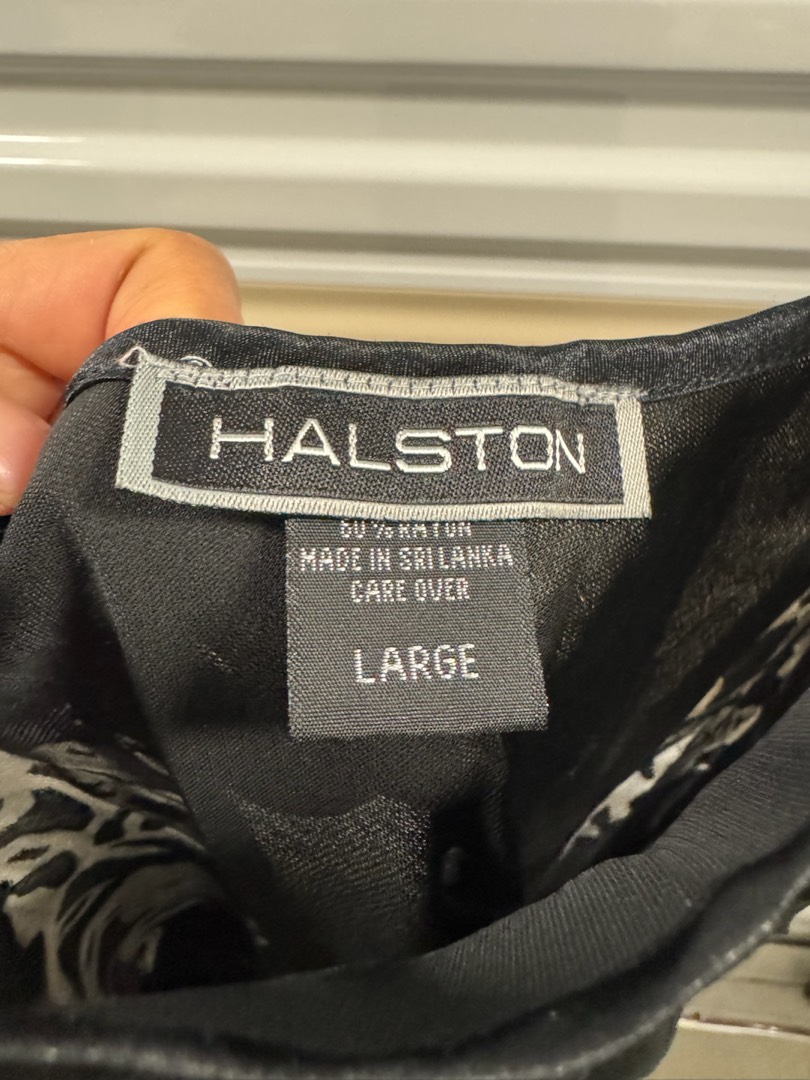 HALSTON
MADE IN SRI LANKA
CARE OVER
LARGE